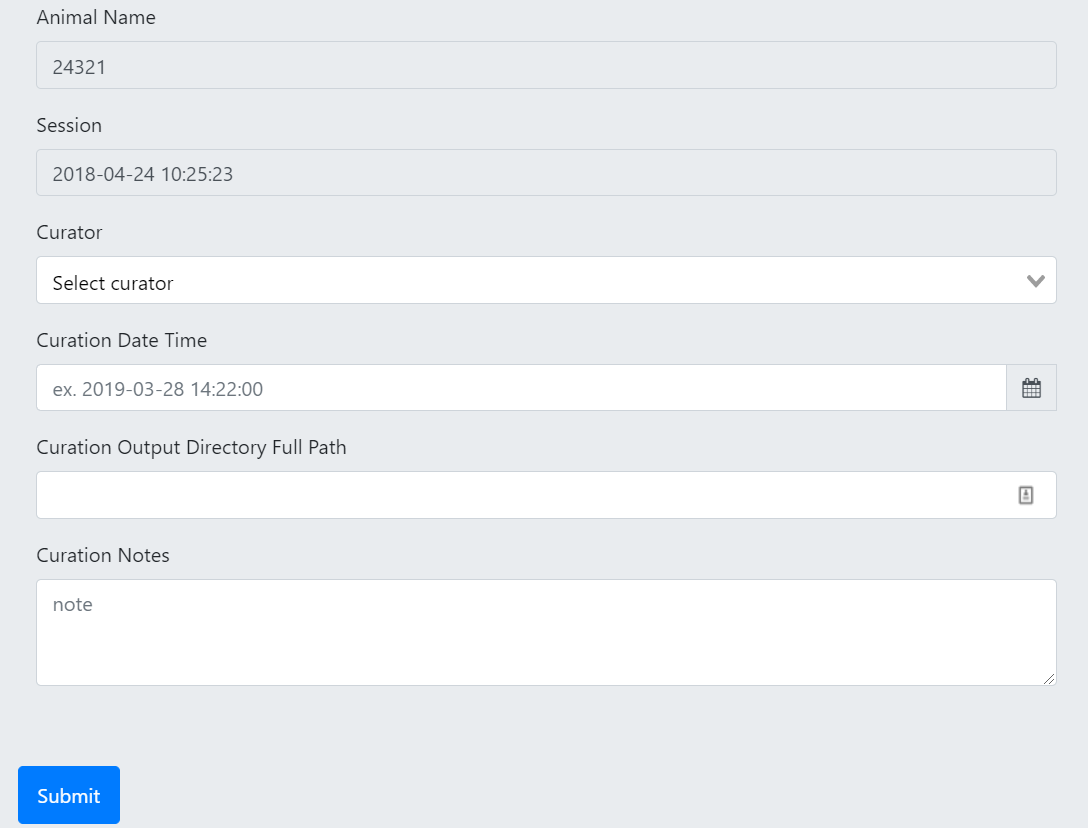 Animal Name
24321
Session
2018-04-24 10:25:23
Curator
Select curator
Curation Date Time
ex. 2019-03-28 14:22:00
Curation Output Directory Full Path
Curation Notes
note
Submit